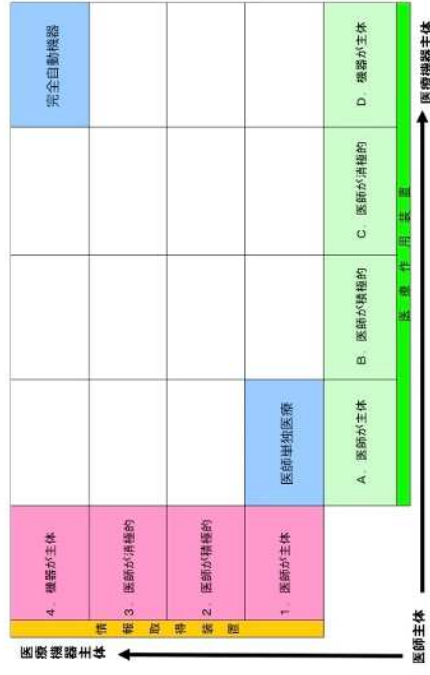 医療機器主体
情報取得装置
4．機器が主体
完全自動機器
3．医師が消極的
2．医師が積極的
1．医師が主体
医師単独医療
A．医師が主体
B．医師が積極的
C．医師が消極的
D．機器が主体
医療作用装置
医師主体
医療機器主体